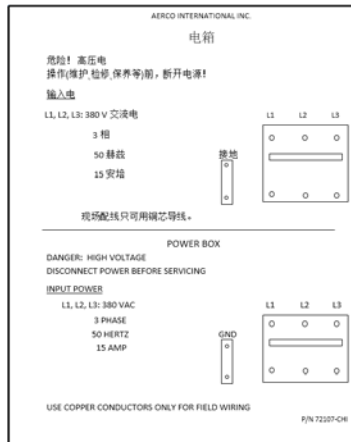 AERCO INTERNATIONAL INC.
电箱
危险！高压电
操作(维护,检修,保养等)前，断开电源!
输入电
L1, L2, L3: 380 V 交流电
L1 L2 L3
3 相
50 赫兹
接地
15 安培
现场配线只可用铜芯导线。
POWER BOX
DANGER: HIGH VOLTAGE
DISCONNECT POWER BEFORE SERVICING
INPUT POWER
L1, L2, L3: 380 VAC
L1 L2 L3
3 PHASE
50 HERTZ
GND
15 AMP
USE COPPER CONDUCTORS ONLY FOR FIELD WIRING
P/N 72107-CHI